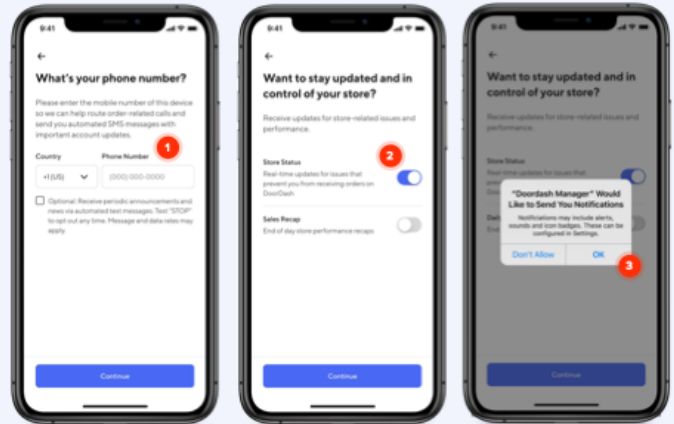 9:41
←
What's your phone number?
Please enter the mobile number of this device
so we can help route order-related calls and
send you automated SMS messages with
important account updates.
1
Country Phone Number
+1 (US) (000) 000-0000
Optional: Receive periodic announcements and
news via automated text messages. Text "STOP"
to opt out any time. Message and data rates may
apply.
Continue
9:41
←
Want to stay updated and in
control of your store?
Receive updates for store-related issues and
performance.
2
Store Status
Real-time updates for issues that
prevent you from receiving orders on
DoorDash
Sales Recap
End of day store performance recaps
Continue
9:41
←
Want to stay updated and in
control of your store?
Receive updates for store-related issues and
performance.
Store Status
Real-time updates for issues that
"Doordash Manager" Would
Like to Send You Notifications
Notifications may include alerts,
sounds and icon badges. These can be
configured in Settings.
Don't Allow OK
3
End
Continue